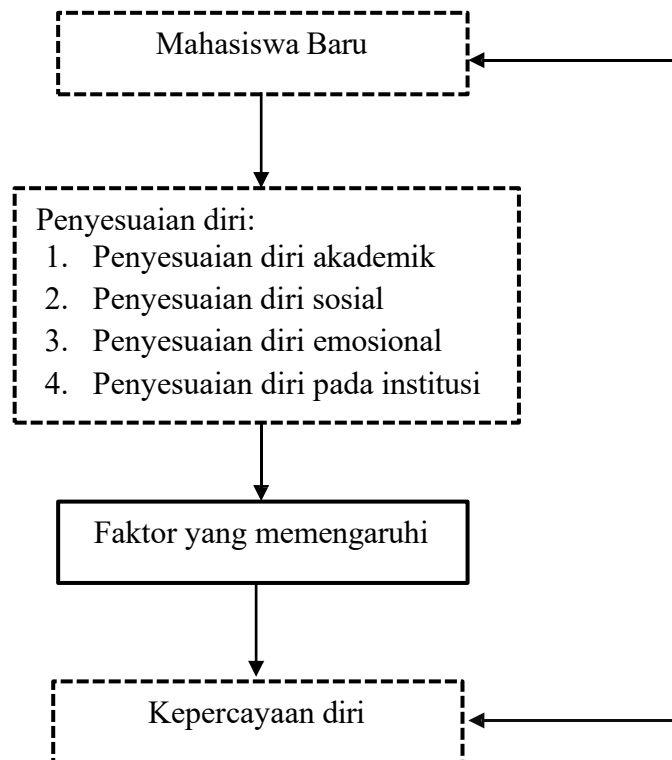 Mahasiswa Baru
Penyesuaian diri:
1. Penyesuaian diri akademik
2. Penyesuaian diri sosial
3. Penyesuaian diri emosional
4. Penyesuaian diri pada institusi
Faktor yang memengaruhi
Kepercayaan diri